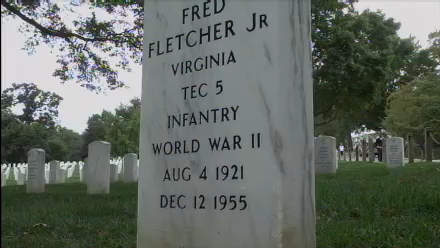 FRED
FLETCHER JR
VIRGINIA
TEC 5
INFANTRY
WORLD WAR II
AUG 4 1921
DEC 12 1955